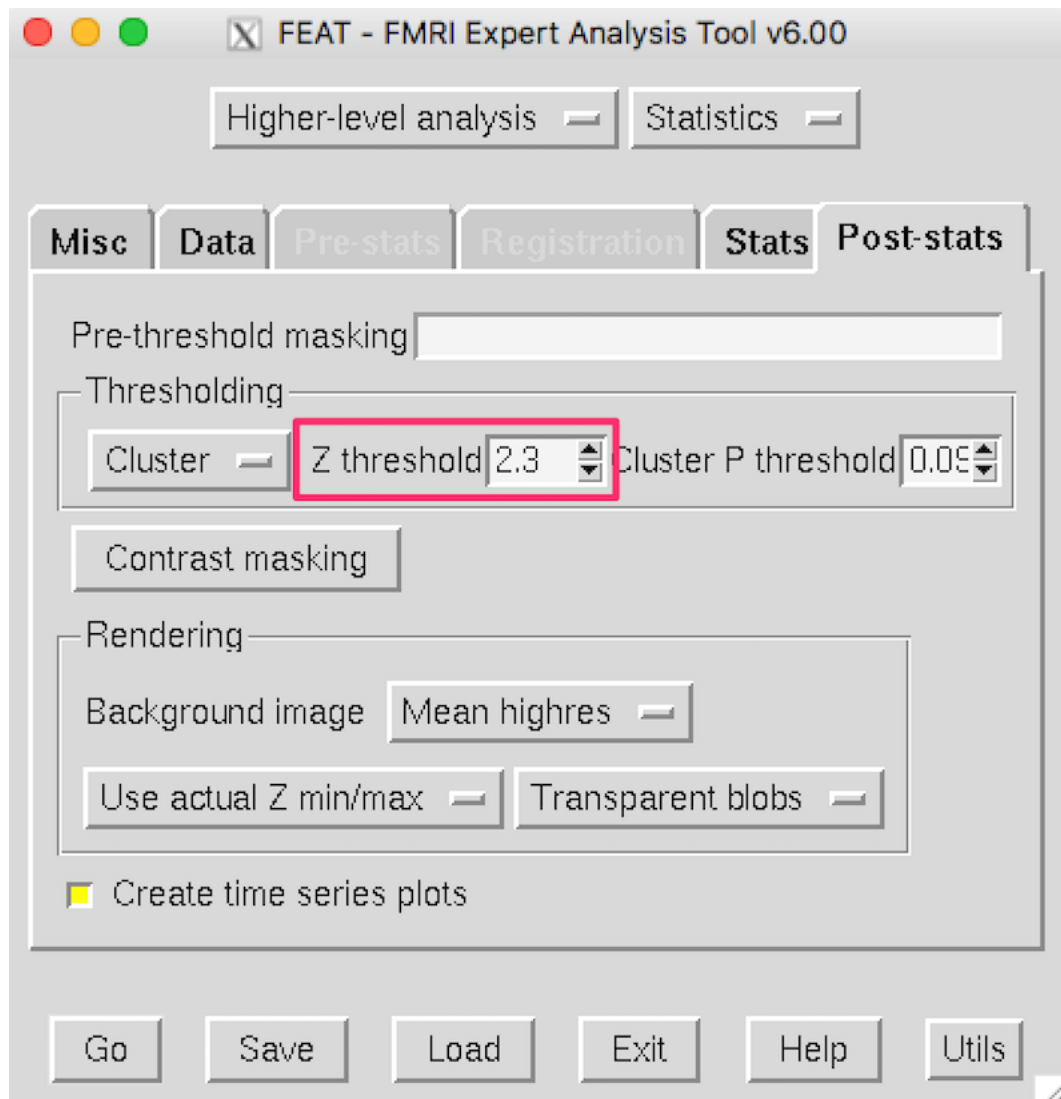 FEAT - FMRI Expert Analysis Tool v6.00
Higher-level analysis Statistics
Misc Data Pre-stats Registration Stats Post-stats
Pre-threshold masking
Thresholding
Cluster Z threshold 2.3 Cluster P threshold 0.05
Contrast masking
Rendering
Background image Mean highres
Use actual Z min/max Transparent blobs
Create time series plots
Go Save Load Exit Help Utils